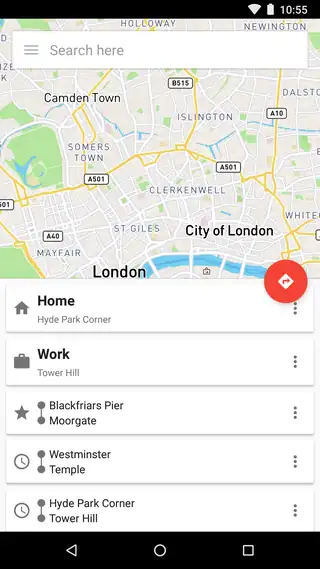 10:55
HOLLOWAY
NEWINGTON
Search here
B515
DALSTO
Camden Town
A10
ISLINGTON
SOMERS
TOWN
A501
A501
CLERKENWELL
A501
WHITEC
ST GILES
City of London
A40
MAYFAIR
London
Home
Hyde Park Corner
Work
Tower Hill
Blackfriars Pier
Moorgate
Westminster
Temple
Hyde Park Corner
Tower Hill